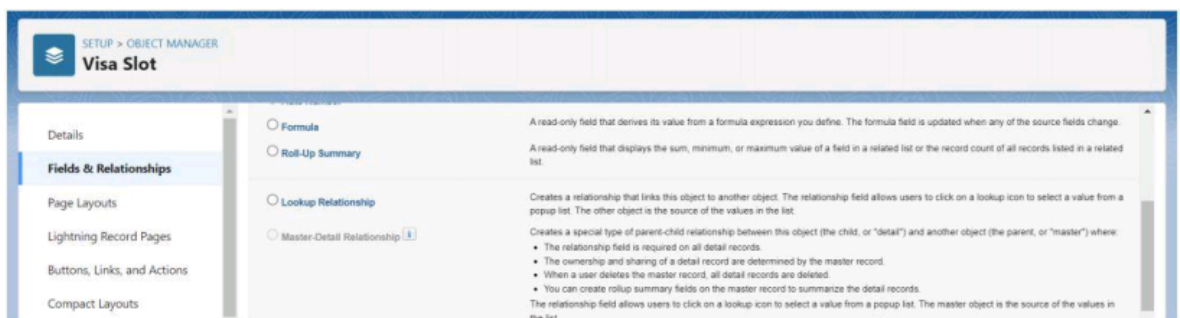 SETUP > OBJECT MANAGER
Visa Slot
Details
Fields & Relationships
Page Layouts
Lightning Record Pages
Buttons, Links, and Actions
Compact Layouts
Formula
A read-only field that derives its value from a formula expression you define. The formula field is updated when any of the source fields change.
Roll-Up Summary
A read-only field that displays the sum, minimum, or maximum value of a field in a related list or the record count of all records listed in a related
list.
Lookup Relationship
Creates a relationship that links this object to another object. The relationship field allows users to click on a lookup icon to select a value from a
popup list. The other object is the source of the values in the list.
Master-Detail Relationship i
Creates a special type of parent-child relationship between this object (the child, or "detail") and another object (the parent, or "master") where:
• The relationship field is required on all detail records.
• The ownership and sharing of a detail record are determined by the master record.
• When a user deletes the master record, all detail records are deleted.
• You can create rollup summary fields on the master record to summarize the detail records.
The relationship field allows users to click on a lookup icon to select a value from a popup list. The master object is the source of the values in